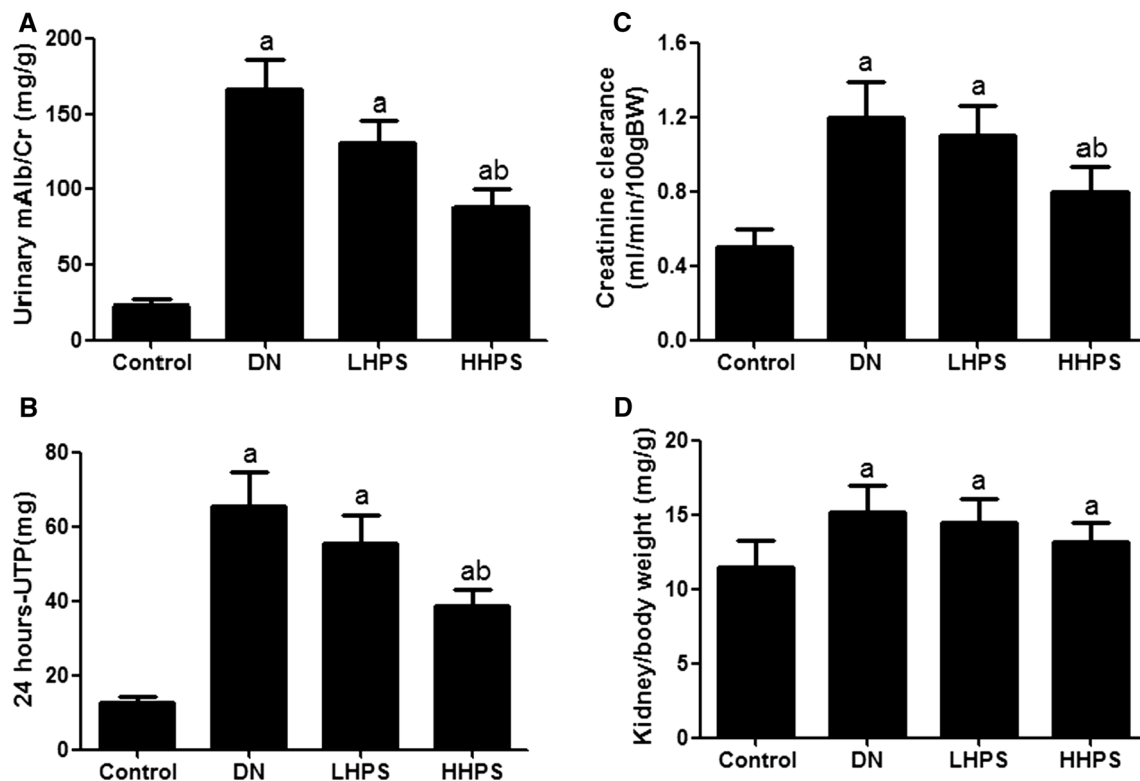 A
Urinary mAlb/Cr (mg/g)
200
150
100
50
0
a
a
ab
Control DN LHPS HHPS
C
Creatinine clearance
(ml/min/100gBW)
1.6
1.2
0.8
0.4
0.0
a
a
ab
Control DN LHPS HHPS
B
24 hours-UTP(mg)
80
60
40
20
0
a
a
ab
Control DN LHPS HHPS
D
Kidney/body weight (mg/g)
20
15
10
5
0
a
a
a
Control DN LHPS HHPS